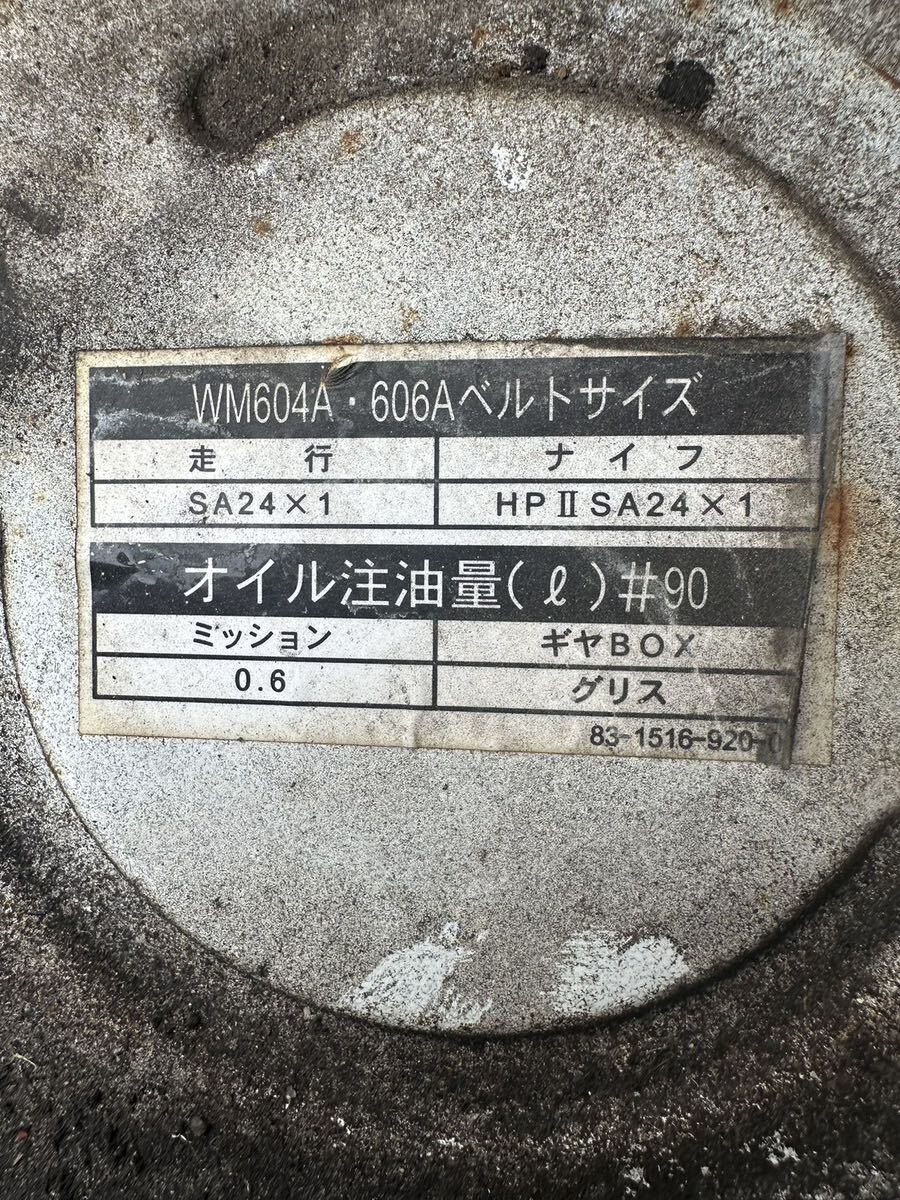 WM604A・606Aベルトサイズ
走 行 ナ イ フ
SA24×1 HPⅡSA24×1
オイル注油量(ℓ)#90
ミッション ギヤBOX
0.6 グリス
83-1516-920-0